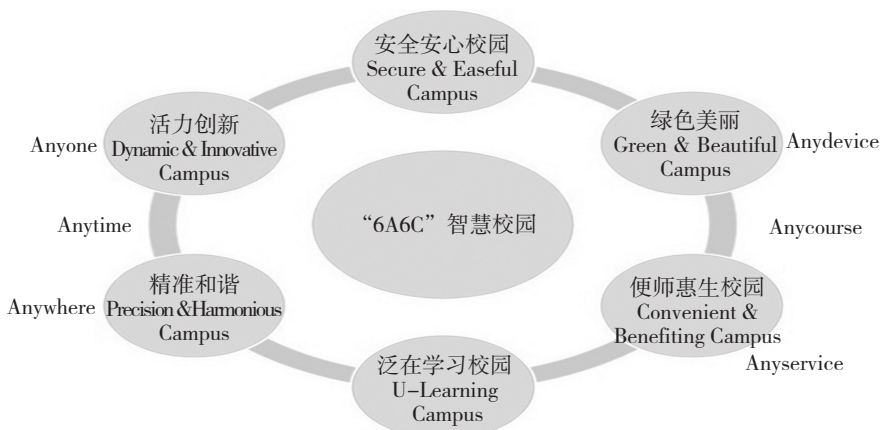 安全安心校园
Secure & Easeful
Campus
活力创新
Dynamic & Innovative
Campus
绿色美丽
Green & Beautiful
Campus
Anyone
Anydevice
“6A6C”智慧校园
Anytime
Anycourse
精准和谐
Precision &Harmonious
Campus
便师惠生校园
Convenient &
Benefiting Campus
Anywhere
Anyservice
泛在学习校园
U-Learning
Campus